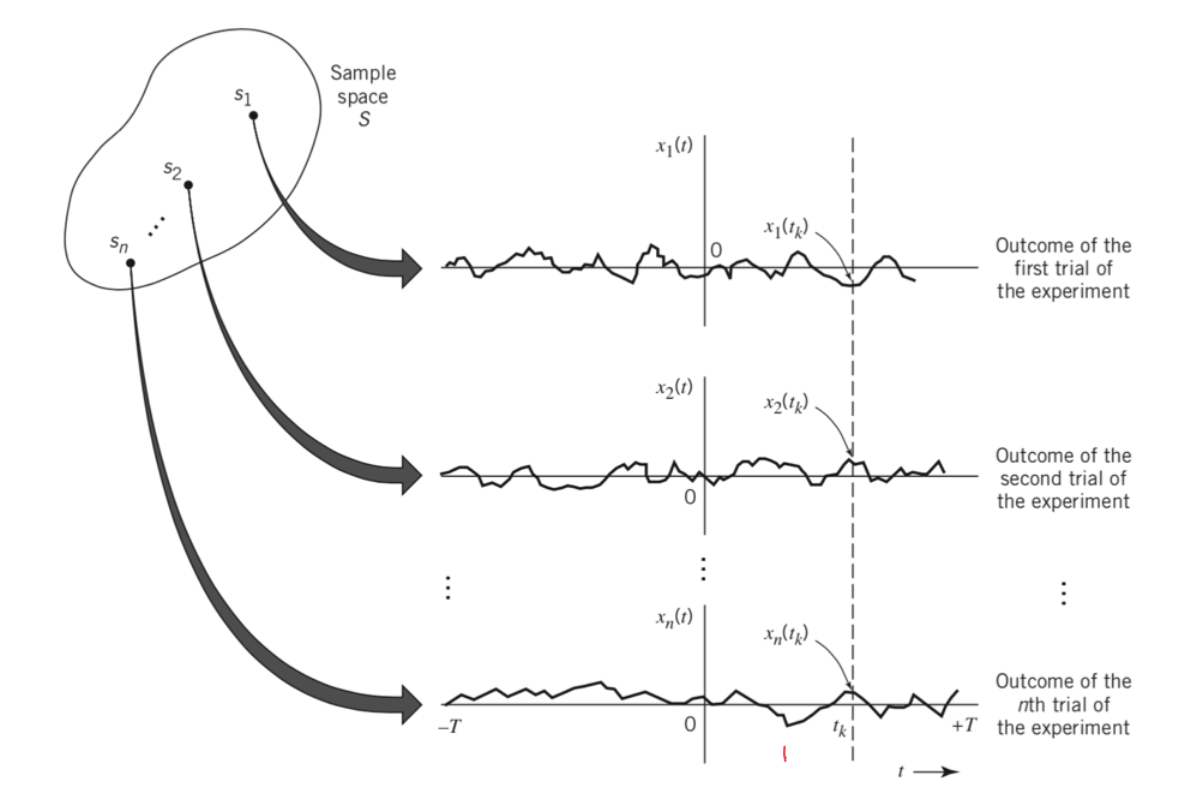 Sample
space
S
s1
s2
sn
x1(t)
0
x1(tk)
Outcome of the
first trial of
the experiment
x2(t)
x2(tk)
0
Outcome of the
second trial of
the experiment
xn(t)
xn(tk)
Outcome of the
nth trial of
the experiment
–T
0
tk
+T
t